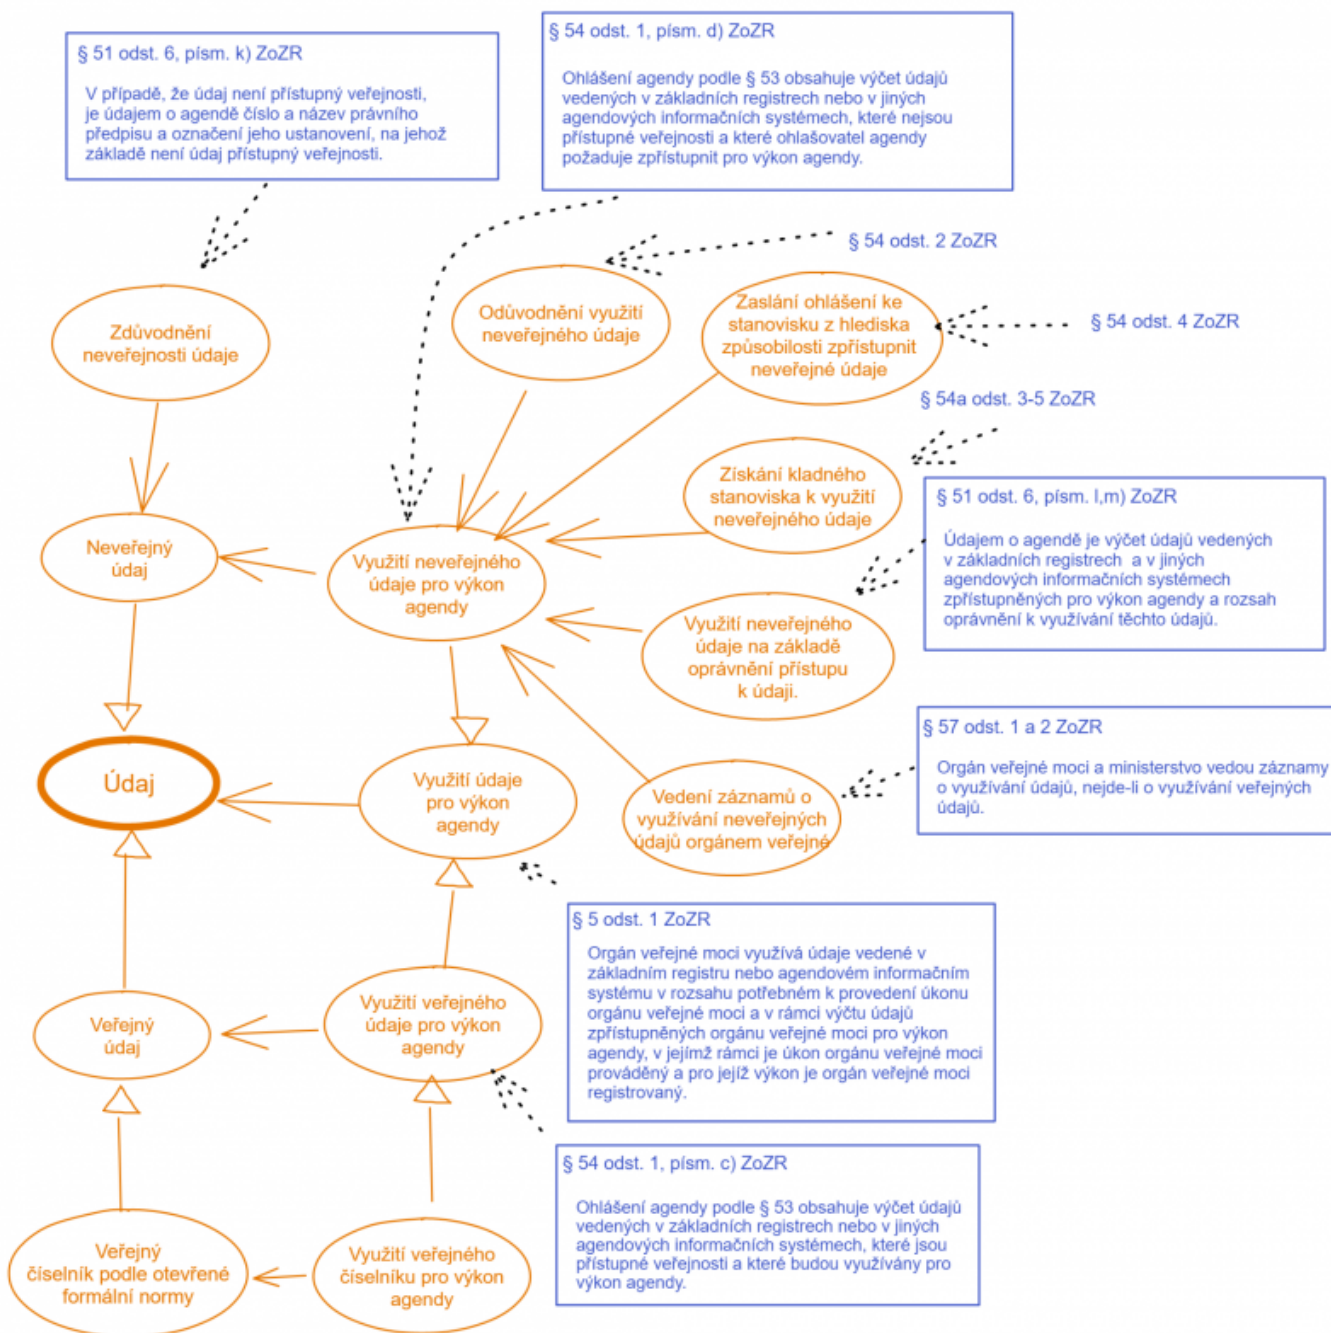 § 51 odst. 6, písm. k) ZoZR
V případě, že údaj není přístupný veřejnosti,
je údajem o agendě číslo a název právního
předpisu a označení jeho ustanovení, na jehož
základě není údaj přístupný veřejnosti.
§ 54 odst. 1, písm. d) ZoZR
Ohlášení agendy podle § 53 obsahuje výčet údajů
vedených v základních registrech nebo v jiných
agendových informačních systémech, které nejsou
přístupné veřejnosti a které ohlašovatel agendy
požaduje zpřístupnit pro výkon agendy.
§ 54 odst. 2 ZoZR
Zdůvodnění
neveřejnosti údaje
Odůvodnění využití
neveřejného údaje
Zaslání ohlášení ke
stanovisku z hlediska
způsobilosti zpřístupnit
neveřejné údaje
§ 54 odst. 4 ZoZR
§ 54a odst. 3-5 ZoZR
Získání kladného
stanoviska k využití
neveřejného údaje
§ 51 odst. 6, písm. l,m) ZoZR
Údajem o agendě je výčet údajů vedených
v základních registrech  a v jiných
agendových informačních systémech
zpřístupněných pro výkon agendy a rozsah
oprávnění k využívání těchto údajů.
Neveřejný
údaj
Využití neveřejného
údaje pro výkon
agendy
Využití neveřejného
údaje na základě
oprávnění přístupu
k údaji.
§ 57 odst. 1 a 2 ZoZR
Orgán veřejné moci a ministerstvo vedou záznamy
o využívání údajů, nejde-li o využívání veřejných
údajů.
Údaj
Využití údaje
pro výkon
agendy
Vedení záznamů o
využívání neveřejných
údajů orgánem veřejné
§ 5 odst. 1 ZoZR
Orgán veřejné moci využívá údaje vedené v
základním registru nebo agendovém informačním
systému v rozsahu potřebném k provedení úkonu
orgánu veřejné moci a v rámci výčtu údajů
zpřístupněných orgánu veřejné moci pro výkon
agendy, v jejímž rámci je úkon orgánu veřejné moci
prováděný a pro jejíž výkon je orgán veřejné moci
registrovaný.
Veřejný
údaj
Využití veřejného
údaje pro výkon
agendy
§ 54 odst. 1, písm. c) ZoZR
Ohlášení agendy podle § 53 obsahuje výčet údajů
vedených v základních registrech nebo v jiných
agendových informačních systémech, které jsou
přístupné veřejnosti a které budou využívány pro
výkon agendy.
Veřejný
číselník podle otevřené
formální normy
Využití veřejného
číselníku pro výkon
agendy